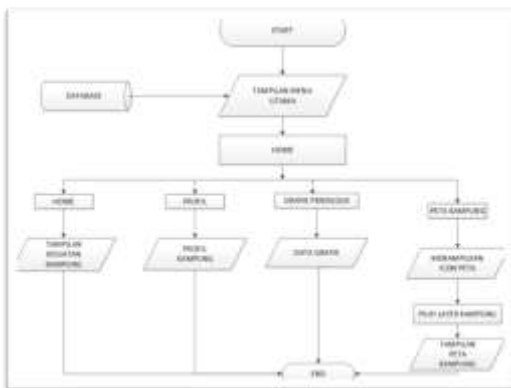 START
DATABASE
TAMPILAN MENU
UTAMA
HOME
HOME
PROFIL
GRAFIK PENDUDUK
PETA KAMPUNG
TAMPILAN
KEGIATAN
KAMPUNG
PROFIL
KAMPUNG
DATA GRAFIK
MENAMPILKAN
ICON PETA
PILIH LAYER KAMPUNG
TAMPILAN
PETA
KAMPUNG
END